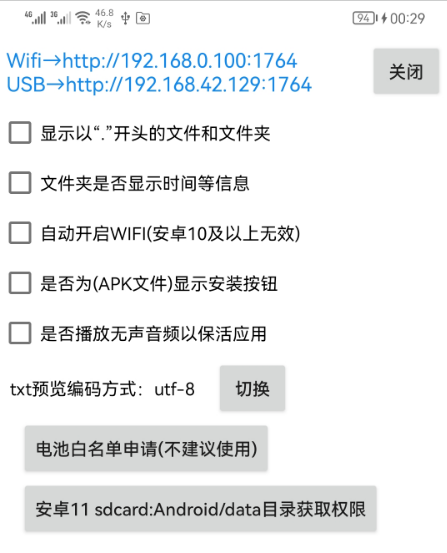 4G 3G 46.8 K/s 94 00:29
Wifi→http://192.168.0.100:1764
USB→http://192.168.42.129:1764
关闭
显示以“.”开头的文件和文件夹
文件夹是否显示时间等信息
自动开启WIFI(安卓10及以上无效)
是否为(APK文件)显示安装按钮
是否播放无声音频以保活应用
txt预览编码方式：utf-8 切换
电池白名单申请(不建议使用)
安卓11 sdcard:Android/data目录获取权限